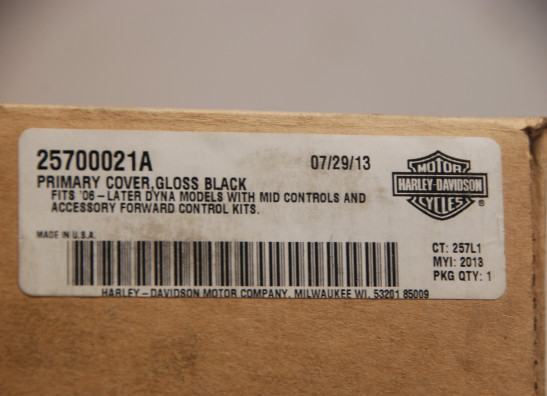 25700021A 07/29/13
PRIMARY COVER,GLOSS BLACK
FITS '06-LATER DYNA MODELS WITH MID CONTROLS AND
ACCESSORY FORWARD CONTROL KITS.
MOTOR
HARLEY-DAVIDSON
CYCLES ®
MADE IN U.S.A.
CT: 257L1
MYI: 2013
PKG QTY: 1
HARLEY-DAVIDSON MOTOR COMPANY, MILWAUKEE WI, 53201 85009